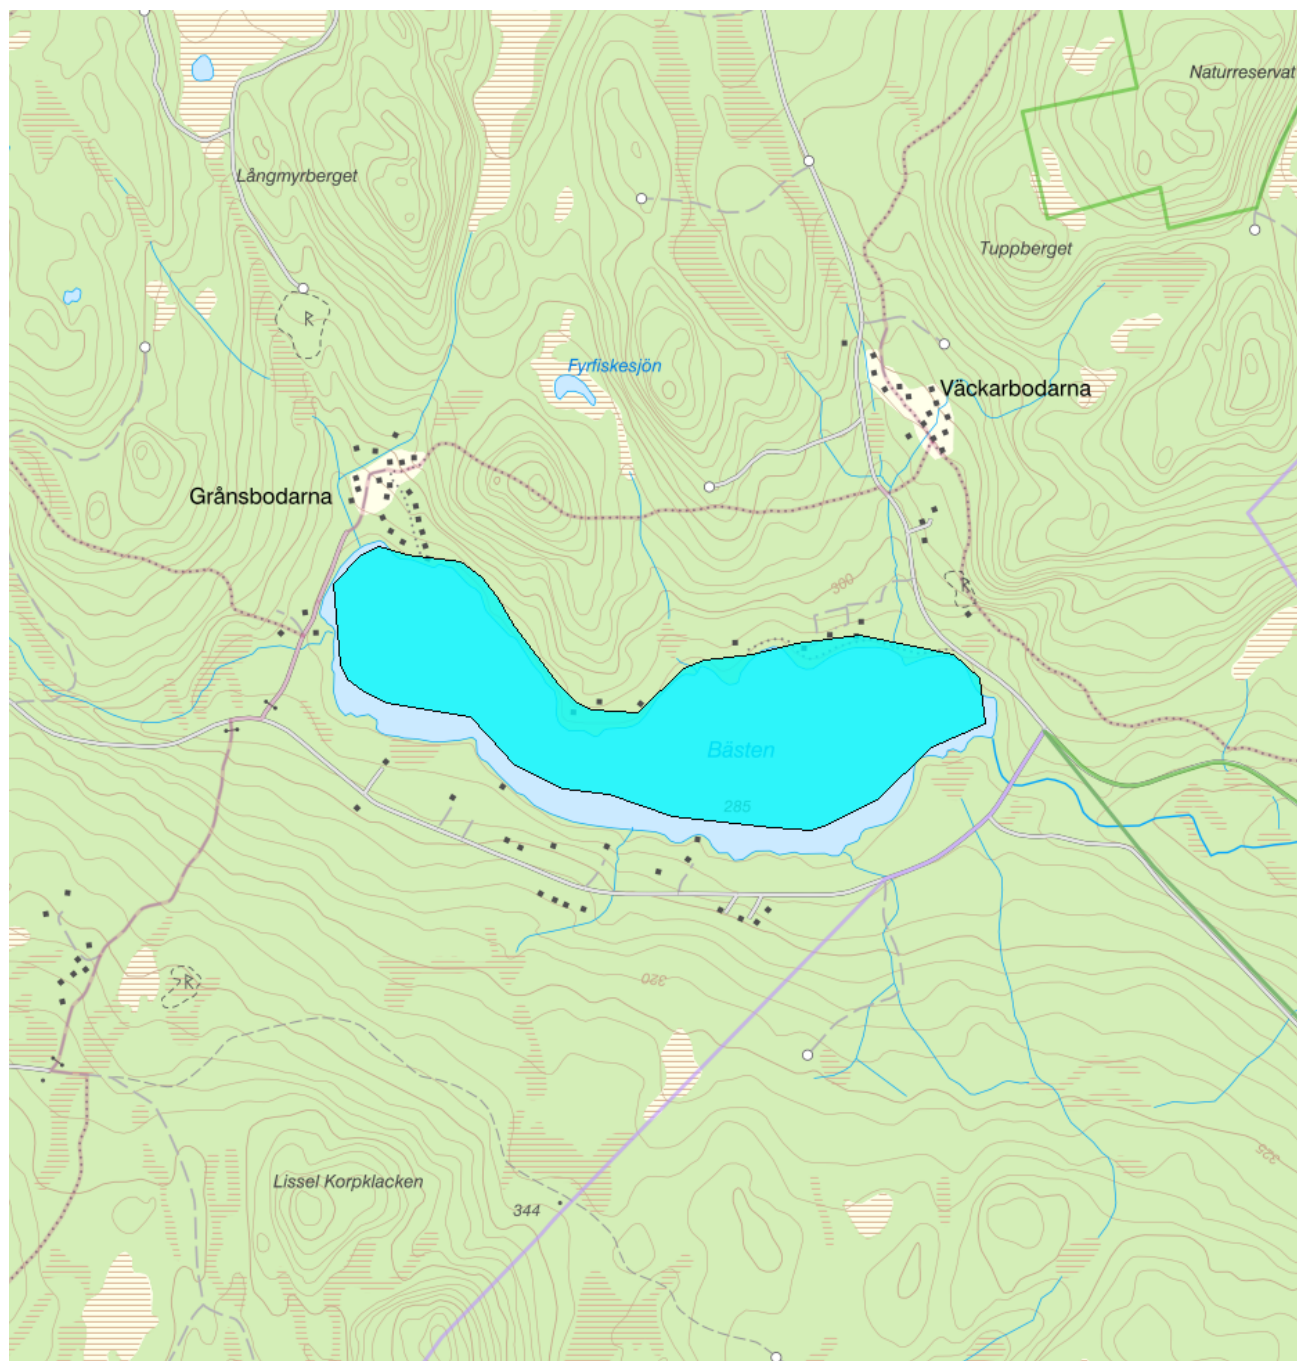 Naturreservat
Långmyrberget
Tuppberget
R
Fyrfiskesjön
Väckarbodarna
Grånsbodarna
300
R
Bästen
285
320
R
325
Lissel Korpklacken
344